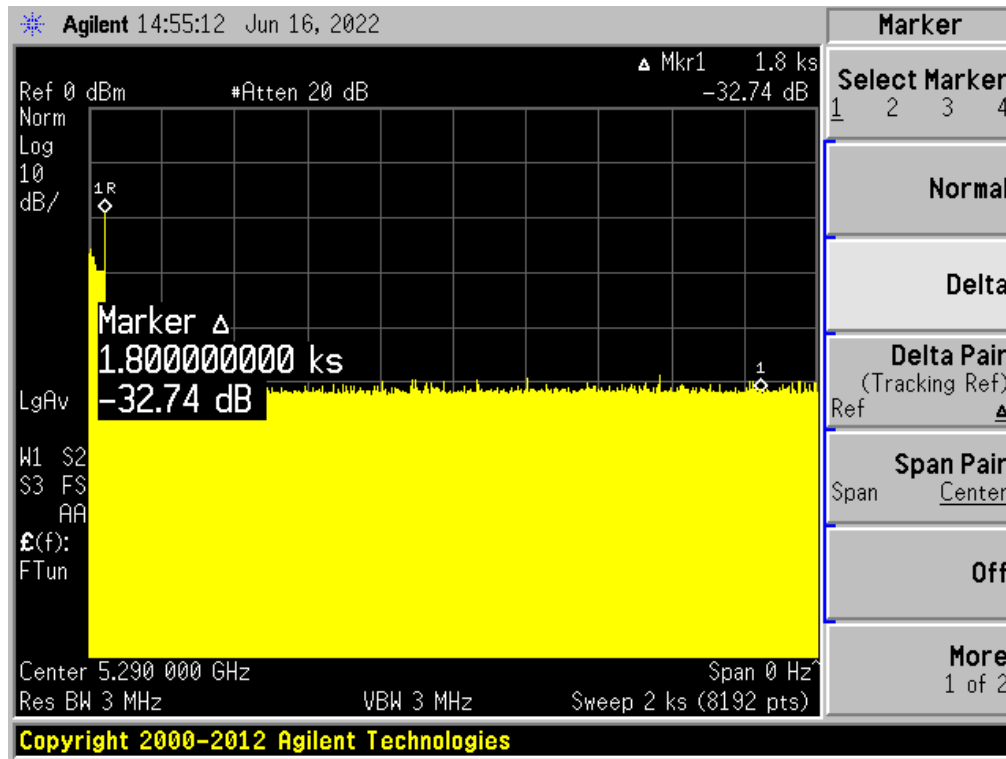 Agilent 14:55:12 Jun 16, 2022
Marker
Δ Mkr1 1.8 ks
Ref 0 dBm #Atten 20 dB -32.74 dB
Norm
Log
10
dB/
1R
Marker Δ
1.800000000 ks
-32.74 dB
1
LgAv
W1 S2
S3 FS
AA
£(f):
FTun
Center 5.290 000 GHz Span 0 Hz^
Res BW 3 MHz VBW 3 MHz Sweep 2 ks (8192 pts)
Copyright 2000-2012 Agilent Technologies
Select Marker
1 2 3 4
Normal
Delta
Delta Pair
(Tracking Ref)
Ref Δ
Span Pair
Span Center
Off
More
1 of 2